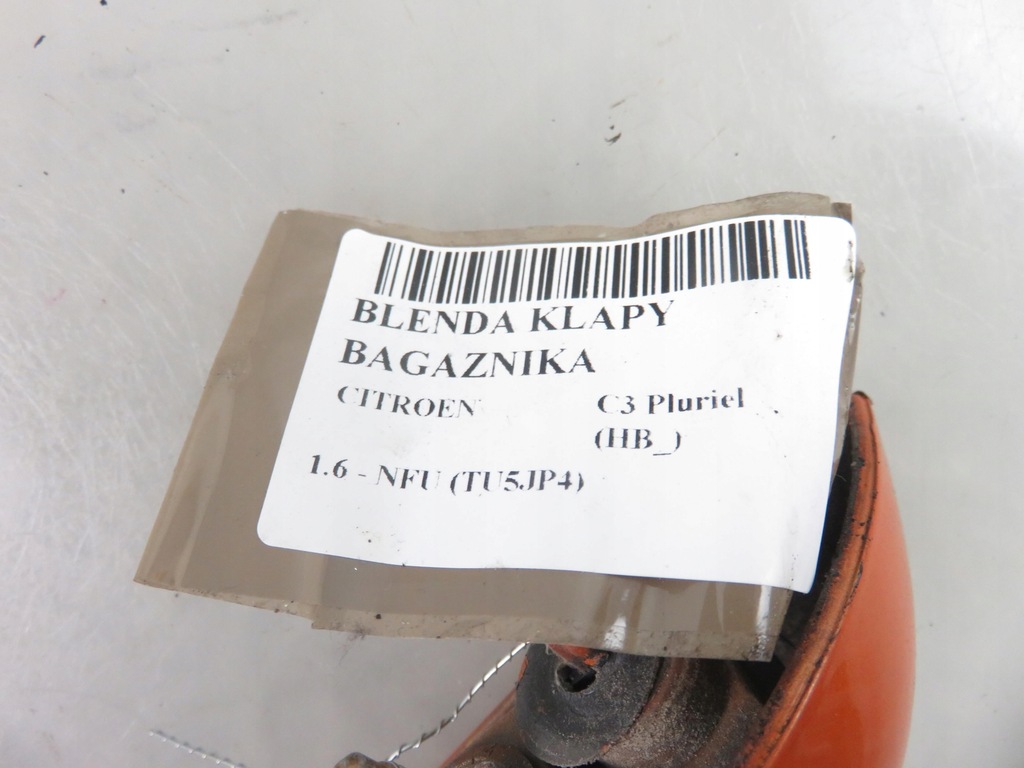 BLENDA KLAPY
BAGAZNIKA
CITROEN C3 Pluriel
(HB_)
1.6 - NFU (TU5JP4)